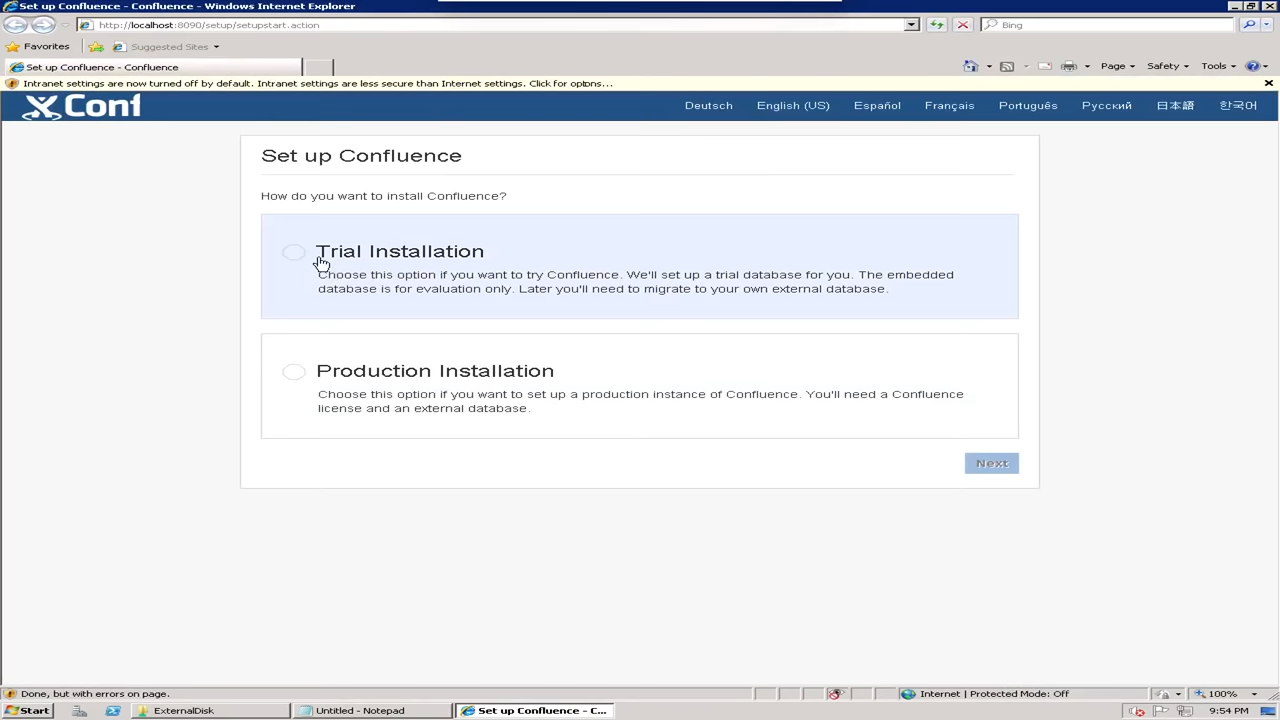 Set up Confluence - Confluence - Windows Internet Explorer
http://localhost:8090/setup/setupstart.action
Bing
Favorites
Suggested Sites
Set up Confluence - Confluence
Page
Safety
Tools
Intranet settings are now turned off by default. Intranet settings are less secure than Internet settings. Click for options...
Conf
Deutsch
English (US)
Español
Français
Português
Русский
日本語
한국어
Set up Confluence
How do you want to install Confluence?
Trial Installation
Choose this option if you want to try Confluence. We'll set up a trial database for you. The embedded
database is for evaluation only. Later you'll need to migrate to your own external database.
Production Installation
Choose this option if you want to set up a production instance of Confluence. You'll need a Confluence
license and an external database.
Next
Done, but with errors on page.
Internet | Protected Mode: Off
100%
Start
ExternalDisk
Untitled - Notepad
Set up Confluence - C...
9:54 PM